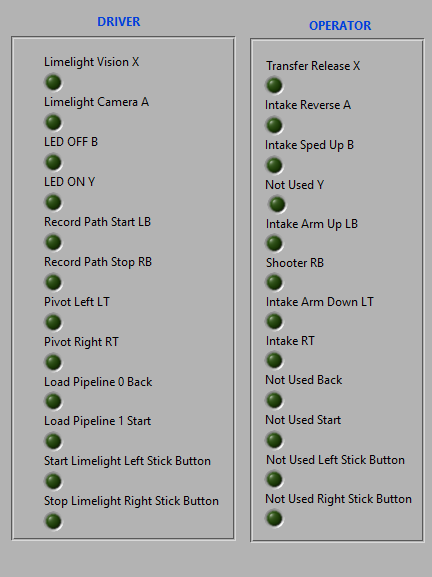 DRIVER
Limelight Vision X
Limelight Camera A
LED OFF B
LED ON Y
Record Path Start LB
Record Path Stop RB
Pivot Left LT
Pivot Right RT
Load Pipeline 0 Back
Load Pipeline 1 Start
Start Limelight Left Stick Button
Stop Limelight Right Stick Button
OPERATOR
Transfer Release X
Intake Reverse A
Intake Sped Up B
Not Used Y
Intake Arm Up LB
Shooter RB
Intake Arm Down LT
Intake RT
Not Used Back
Not Used Start
Not Used Left Stick Button
Not Used Right Stick Button